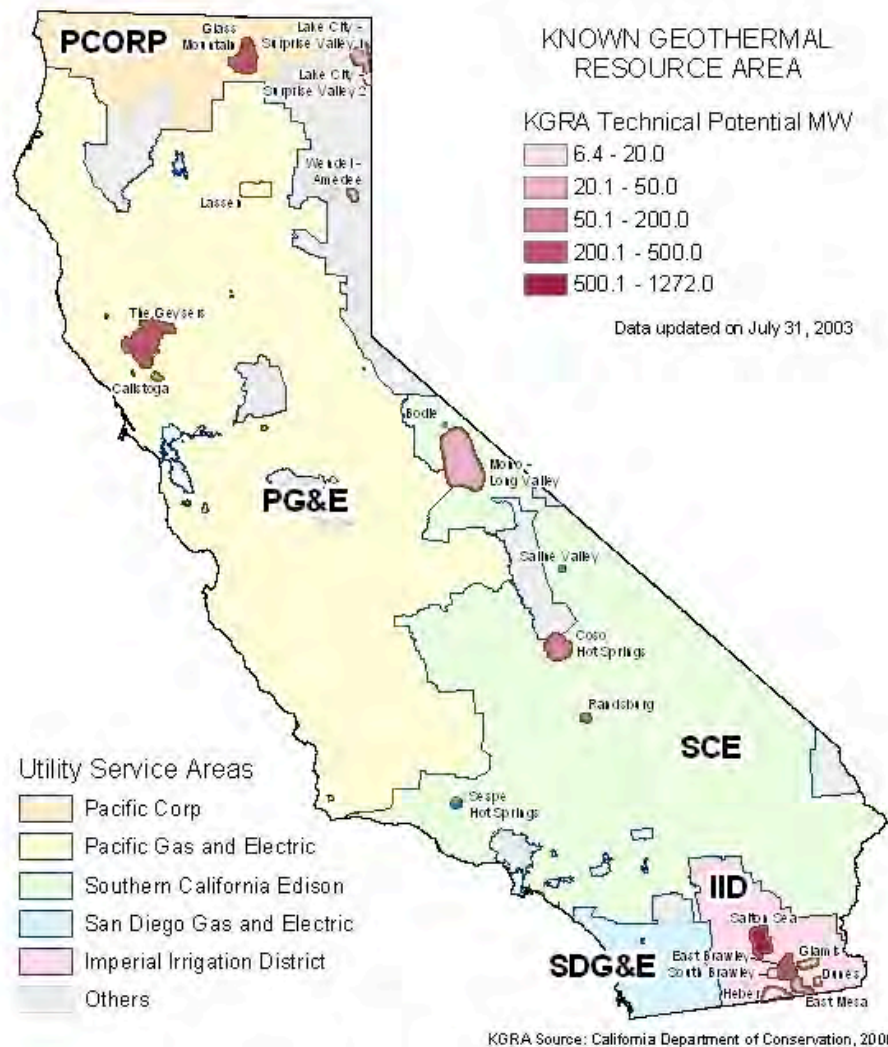 PCORP
Glass
Mountain
Lake City -
Surprise Valley 1
Lake City -
Surprise Valley 2
KNOWN GEOTHERMAL
RESOURCE AREA
KGRA Technical Potential MW
6.4 - 20.0
20.1 - 50.0
50.1 - 200.0
200.1 - 500.0
500.1 - 1272.0
Data updated on July 31, 2003
Wendel -
Amedee
Lassen
The Geysers
Calistoga
Bodie
Mono -
Long Valley
PG&E
Saline Valley
Coso
Hot Springs
Randsburg
SCE
Sespe
Hot Springs
Utility Service Areas
Pacific Corp
Pacific Gas and Electric
Southern California Edison
San Diego Gas and Electric
Imperial Irrigation District
Others
IID
Salton Sea
SDG&E
East Brawley
South Brawley
Glamis
Dunes
Heber
East Mesa
KGRA Source: California Department of Conservation,